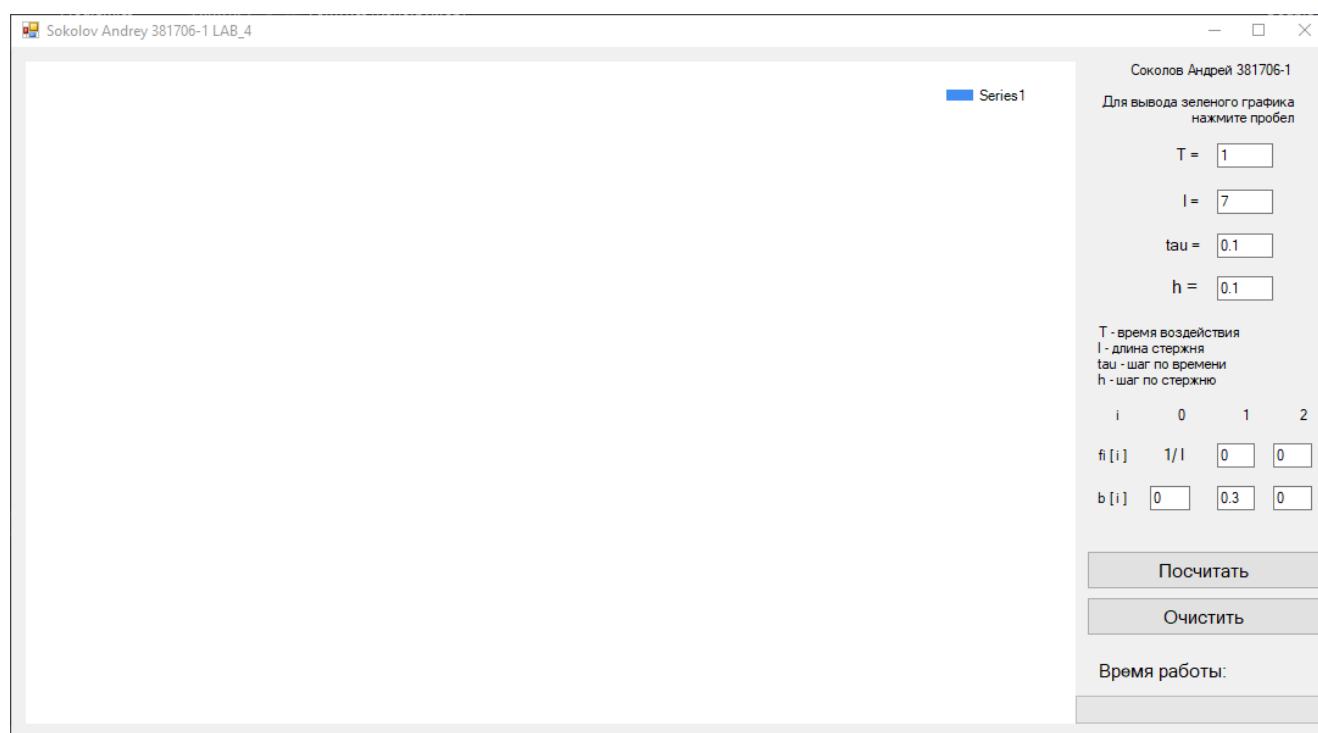 Sokolov Andrey 381706-1 LAB_4
Series1
Соколов Андрей 381706-1
Для вывода зеленого графика
нажмите пробел
T = 1
l = 7
tau = 0.1
h = 0.1
T - время воздействия
l - длина стержня
tau - шаг по времени
h - шаг по стержню
i 0 1 2
fi [ i ] 1/ l 0 0
b [ i ] 0 0.3 0
Посчитать
Очистить
Время работы: